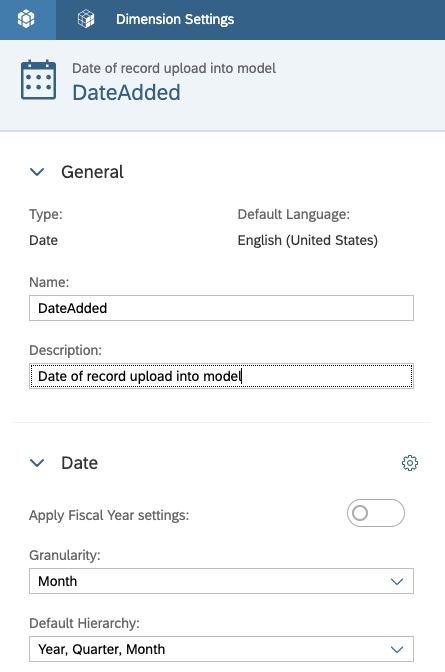 Dimension Settings
Date of record upload into model
DateAdded
General
Type:
Default Language:
Date
English (United States)
Name:
DateAdded
Description:
Date of record upload into model
Date
Apply Fiscal Year settings:
Granularity:
Month
Default Hierarchy:
Year, Quarter, Month